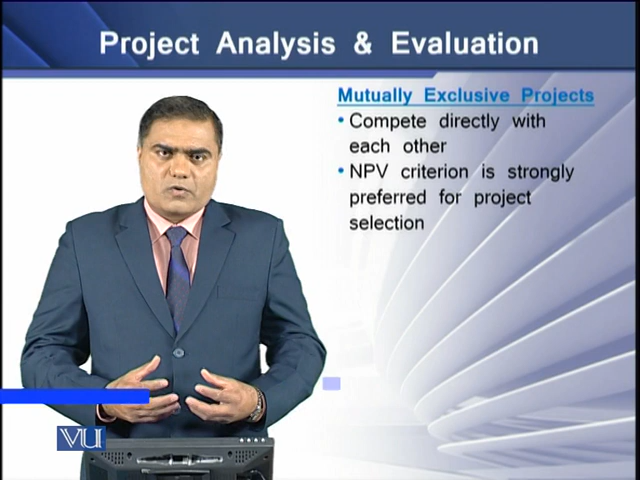 Project Analysis & Evaluation
Mutually Exclusive Projects
• Compete directly with
each other
• NPV criterion is strongly
preferred for project
selection
VU